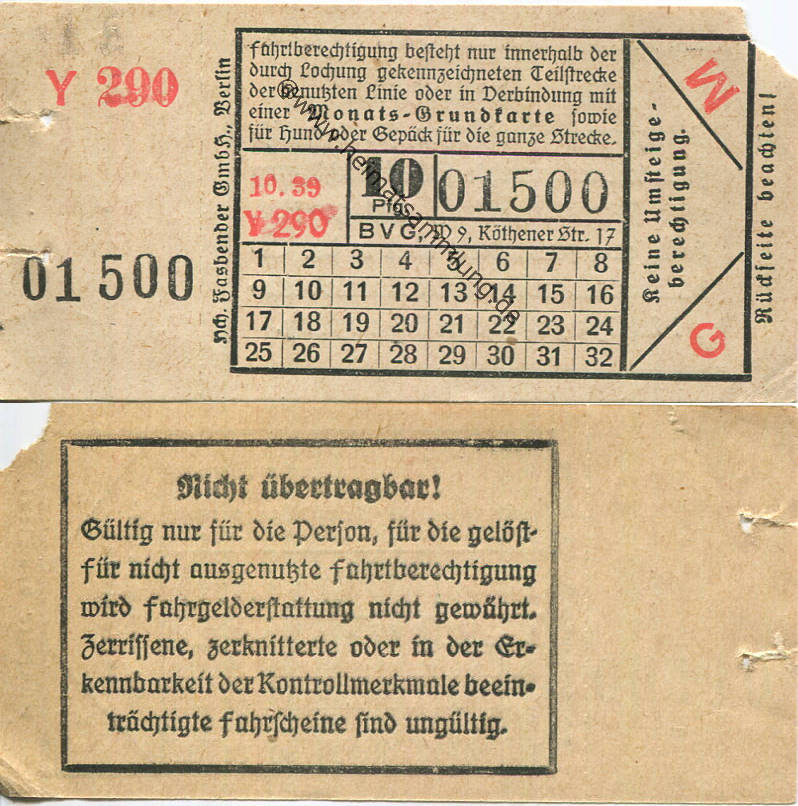 Y 290
01500
Hch. Fasbender GmbH., Berlin
Fahrtberechtigung besteht nur innerhalb der
durch Lochung gekennzeichneten Teilstrecke
der benutzten Linie oder in Verbindung mit
einer Monats-Grundkarte sowie
für Hund oder Gepäck für die ganze Strecke.
10.39
Y 290
10
Pfg.
01500
BVG, W 9, Köthener Str. 17
1 2 3 4 5 6 7 8
9 10 11 12 13 14 15 16
17 18 19 20 21 22 23 24
25 26 27 28 29 30 31 32
Keine Umsteige-
berechtigung.
M
G
Rückseite beachten!
©www.heimatsammlung.de
Nicht übertragbar!
Gültig nur für die Person, für die gelöst-
für nicht ausgenutzte Fahrtberechtigung
wird Fahrgelderstattung nicht gewährt.
Zerrissene, zerknitterte oder in der Er-
kennbarkeit der Kontrollmerkmale beein-
trächtigte Fahrscheine sind ungültig.